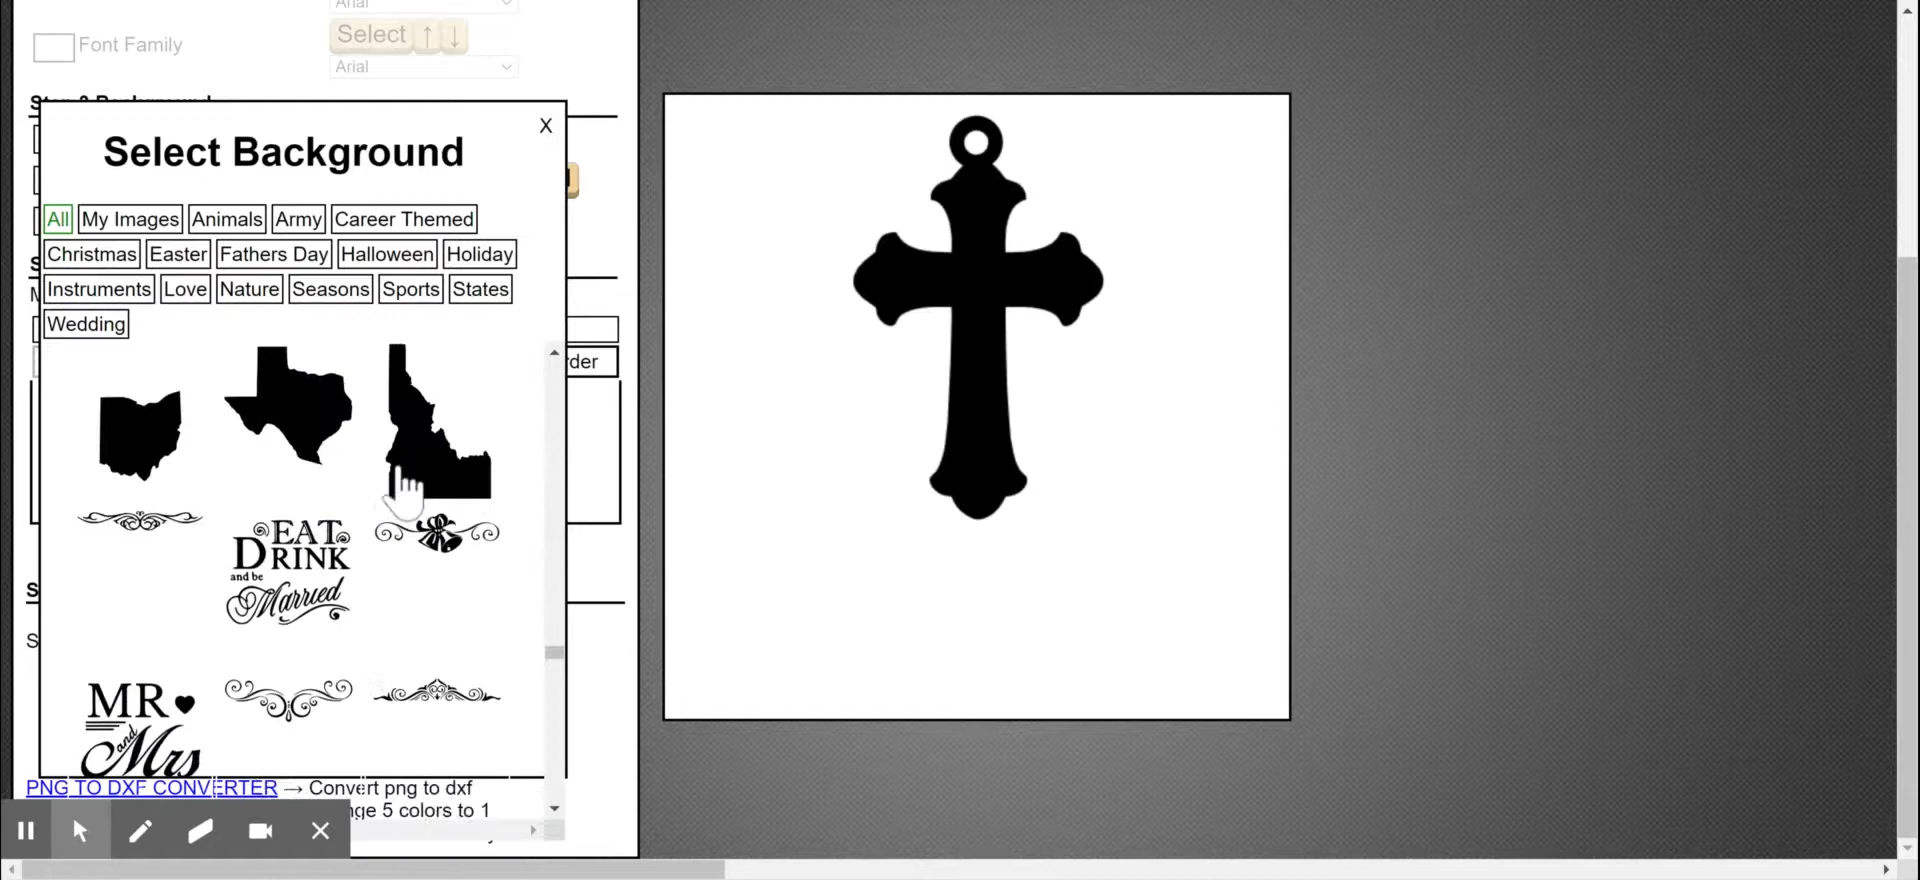 Arial
Font Family
Select ↑ ↓
Arial
X
Select Background
All My Images Animals Army Career Themed
Christmas Easter Fathers Day Halloween Holiday
Instruments Love Nature Seasons Sports States
Wedding
der
EAT
DRINK
and be
Married
MR
and
Mrs
PNG TO DXF CONVERTER → Convert png to dxf
nge 5 colors to 1